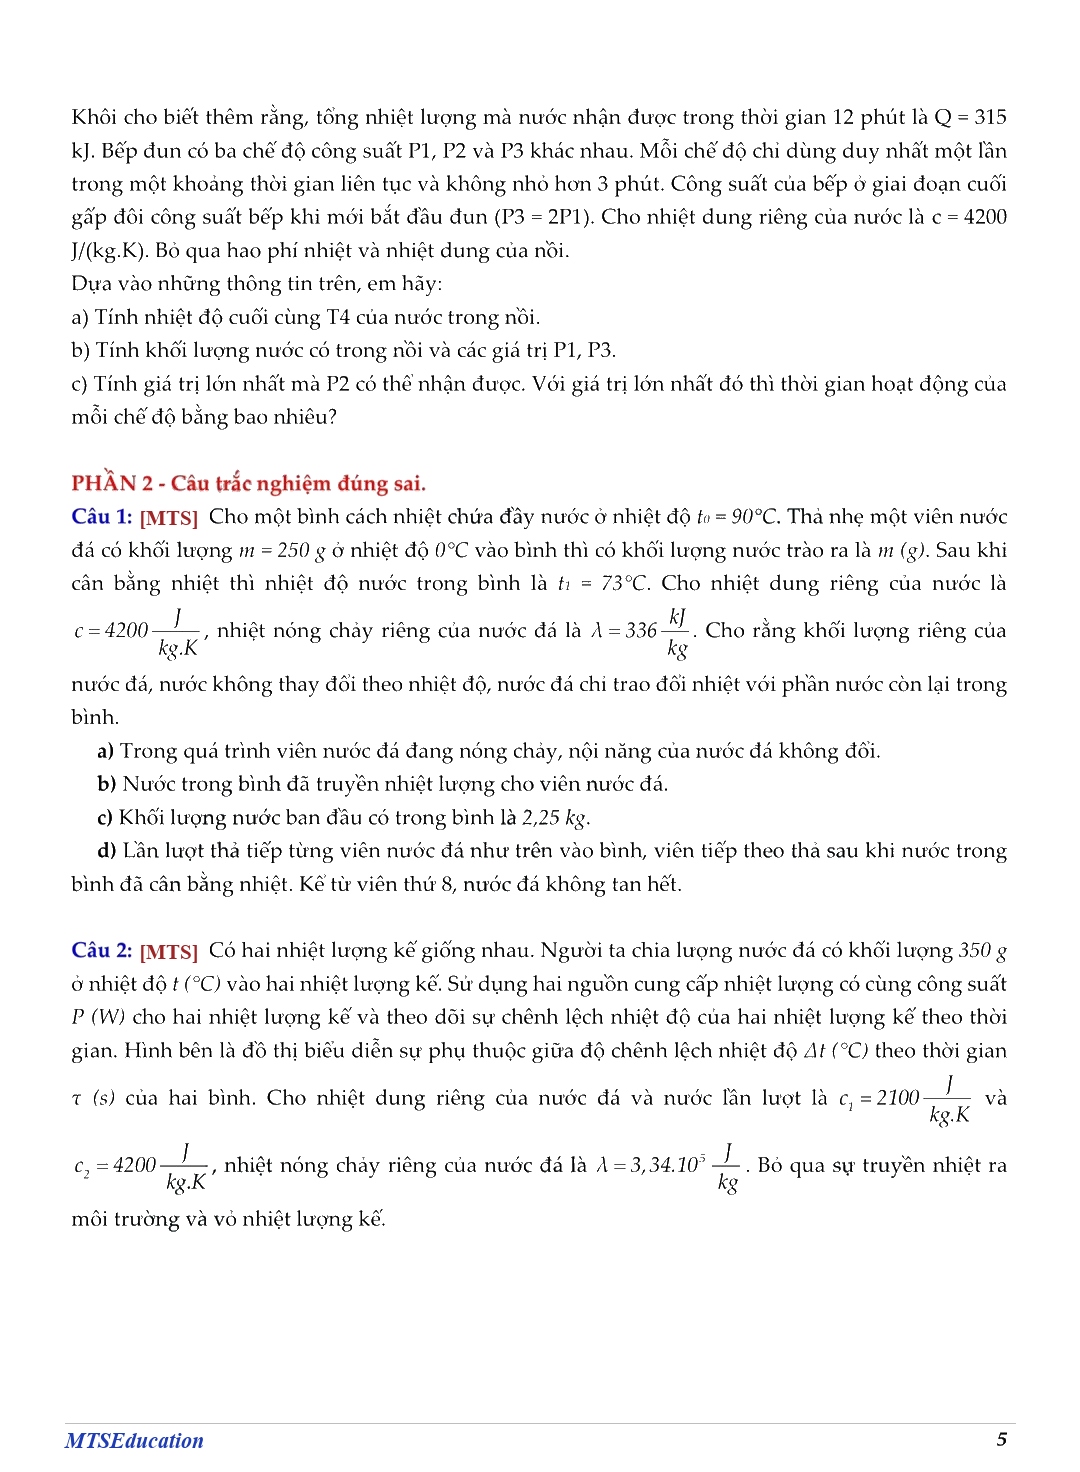 Khôi cho biết thêm rằng, tổng nhiệt lượng mà nước nhận được trong thời gian 12 phút là Q = 315
kJ. Bếp đun có ba chế độ công suất P1, P2 và P3 khác nhau. Mỗi chế độ chỉ dùng duy nhất một lần
trong một khoảng thời gian liên tục và không nhỏ hơn 3 phút. Công suất của bếp ở giai đoạn cuối
gấp đôi công suất bếp khi mới bắt đầu đun (P3 = 2P1). Cho nhiệt dung riêng của nước là c = 4200
J/(kg.K). Bỏ qua hao phí nhiệt và nhiệt dung của nồi.
Dựa vào những thông tin trên, em hãy:
a) Tính nhiệt độ cuối cùng T4 của nước trong nồi.
b) Tính khối lượng nước có trong nồi và các giá trị P1, P3.
c) Tính giá trị lớn nhất mà P2 có thể nhận được. Với giá trị lớn nhất đó thì thời gian hoạt động của
mỗi chế độ bằng bao nhiêu?
PHẦN 2 - Câu trắc nghiệm đúng sai.
Câu 1: [MTS] Cho một bình cách nhiệt chứa đầy nước ở nhiệt độ t₀ = 90°C. Thả nhẹ một viên nước
đá có khối lượng m = 250 g ở nhiệt độ 0°C vào bình thì có khối lượng nước trào ra là m (g). Sau khi
cân bằng nhiệt thì nhiệt độ nước trong bình là t₁ = 73°C. Cho nhiệt dung riêng của nước là
c = 4200 J/kg.K, nhiệt nóng chảy riêng của nước đá là λ = 336 kJ/kg. Cho rằng khối lượng riêng của
nước đá, nước không thay đổi theo nhiệt độ, nước đá chỉ trao đổi nhiệt với phần nước còn lại trong
bình.
a) Trong quá trình viên nước đá đang nóng chảy, nội năng của nước đá không đổi.
b) Nước trong bình đã truyền nhiệt lượng cho viên nước đá.
c) Khối lượng nước ban đầu có trong bình là 2,25 kg.
d) Lần lượt thả tiếp từng viên nước đá như trên vào bình, viên tiếp theo thả sau khi nước trong
bình đã cân bằng nhiệt. Kể từ viên thứ 8, nước đá không tan hết.
Câu 2: [MTS] Có hai nhiệt lượng kế giống nhau. Người ta chia lượng nước đá có khối lượng 350 g
ở nhiệt độ t (°C) vào hai nhiệt lượng kế. Sử dụng hai nguồn cung cấp nhiệt lượng có cùng công suất
P (W) cho hai nhiệt lượng kế và theo dõi sự chênh lệch nhiệt độ của hai nhiệt lượng kế theo thời
gian. Hình bên là đồ thị biểu diễn sự phụ thuộc giữa độ chênh lệch nhiệt độ Δt (°C) theo thời gian
τ (s) của hai bình. Cho nhiệt dung riêng của nước đá và nước lần lượt là c₁ = 2100 J/kg.K và
c₂ = 4200 J/kg.K, nhiệt nóng chảy riêng của nước đá là λ = 3,34.10⁵ J/kg. Bỏ qua sự truyền nhiệt ra
môi trường và vỏ nhiệt lượng kế.
MTSEducation
5